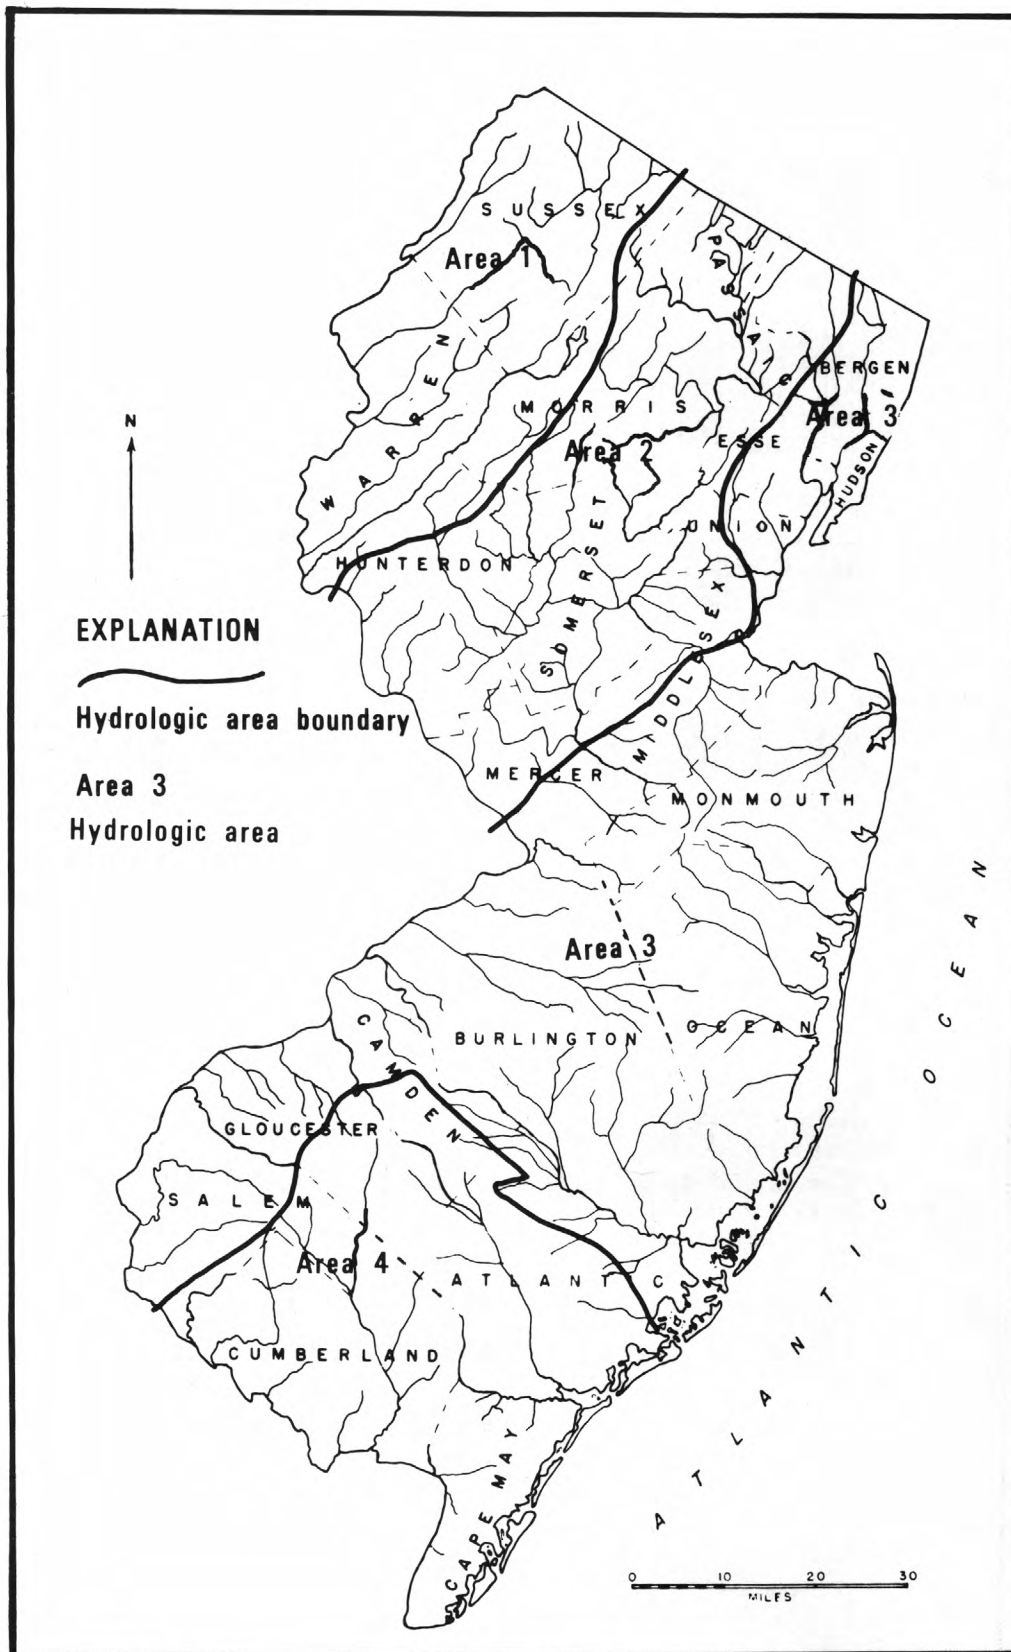 SUSSEX
Area 1
PASSAIC
WARREN
BERGEN
MORRIS
Area 3
Area 2
ESSE
HUDSON
N
UNION
SOMERSET
HUNTERDON
EXPLANATION
MIDDLESEX
Hydrologic area boundary
MERCER
Area 3
MONMOUTH
Hydrologic area
Area 3
OCEAN
BURLINGTON
CAMDEN
GLOUCESTER
SALEM
Area 4
ATLANTIC
CUMBERLAND
CAPE MAY
ATLANTIC OCEAN
0 10 20 30
MILES